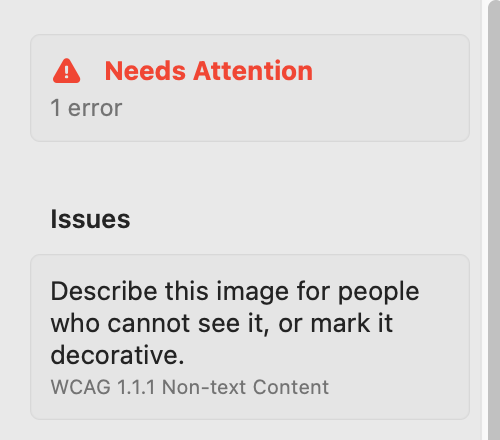 Needs Attention
1 error
Issues
Describe this image for people
who cannot see it, or mark it
decorative.
WCAG 1.1.1 Non-text Content